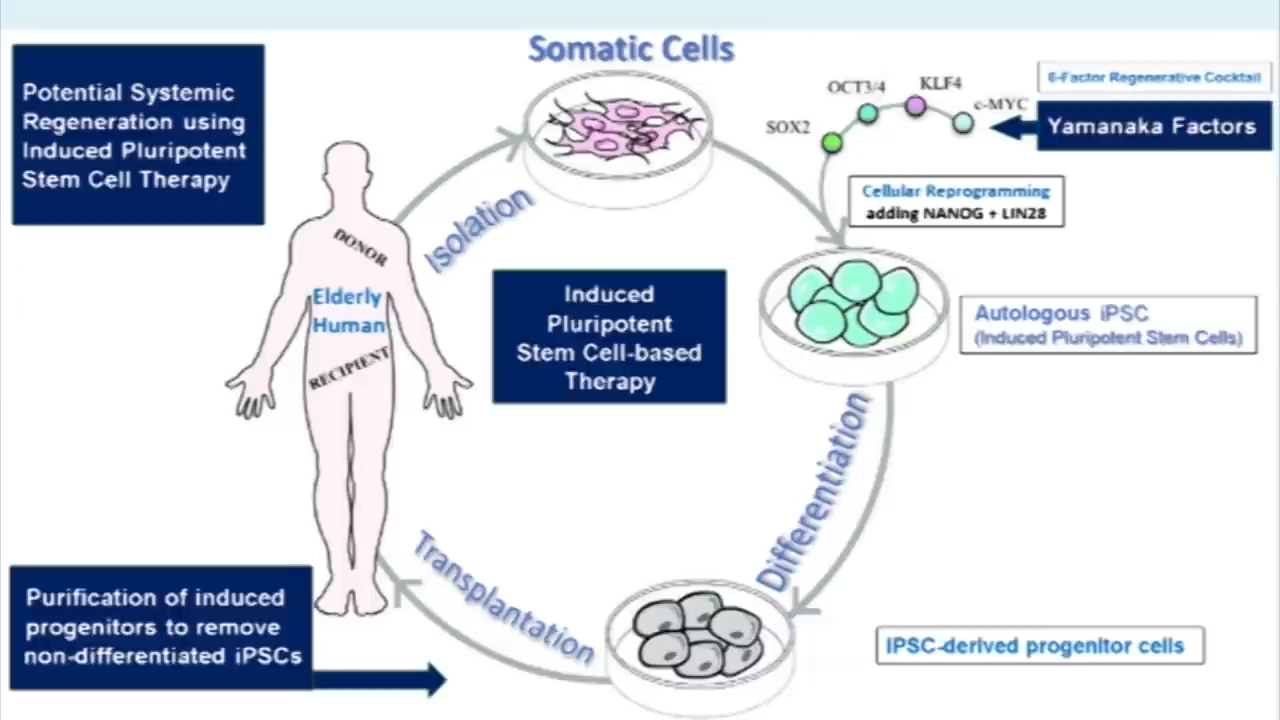 Somatic Cells
Potential Systemic
Regeneration using
Induced Pluripotent
Stem Cell Therapy
SOX2
OCT3/4
KLF4
c-MYC
6-Factor Regenerative Cocktail
Yamanaka Factors
Cellular Reprogramming
adding NANOG + LIN28
Isolation
DONOR
Elderly
Human
RECIPIENT
Induced
Pluripotent
Stem Cell-based
Therapy
Autologous iPSC
(Induced Pluripotent Stem Cells)
Differentiation
Transplantation
Purification of induced
progenitors to remove
non-differentiated iPSCs
iPSC-derived progenitor cells